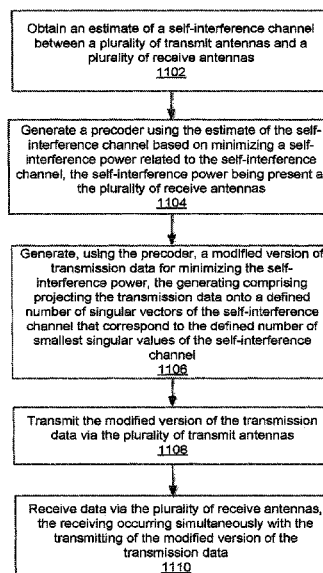 Obtain an estimate of a self-interference channel
between a plurality of transmit antennas and a
plurality of receive antennas
1102
Generate a precoder using the estimate of the self-
interference channel based on minimizing a self-
interference power related to the self-interference
channel, the self-interference power being present a
the plurality of receive antennas
1104
Generate, using the precoder, a modified version of
transmission data for minimizing the self-
interference power, the generating comprising
projecting the transmission data onto a defined
number of singular vectors of the self-interference
channel that correspond to the defined number of
smallest singular values of the self-interference
channel
1106
Transmit the modified version of the transmission
data via the plurality of transmit antennas
1108
Receive data via the plurality of receive antennas,
the receiving occurring simultaneously with the
transmitting of the modified version of the
transmission data
1110